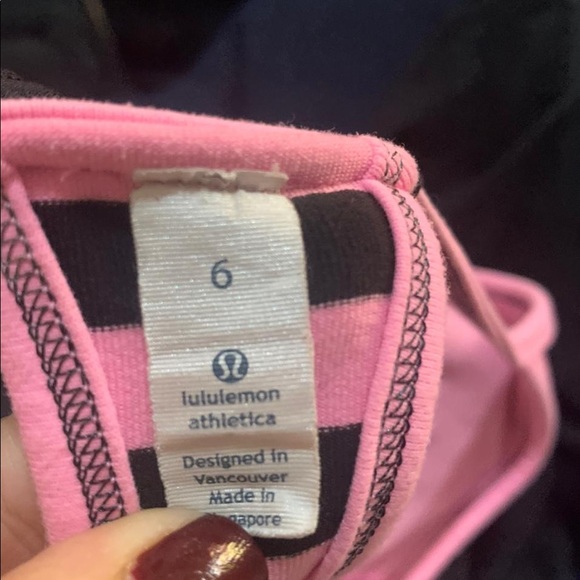 6
lululemon
athletica
Designed in
Vancouver
Made in